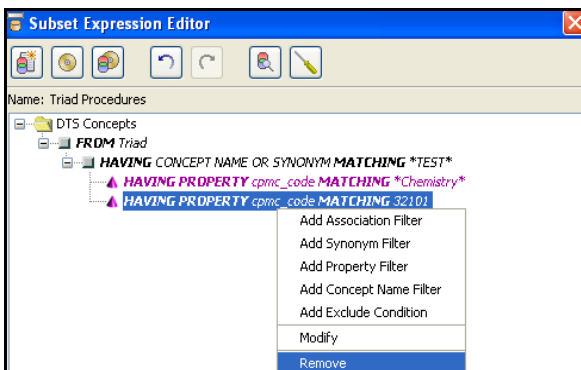 Subset Expression Editor
Name: Triad Procedures
DTS Concepts
FROM Triad
HAVING CONCEPT NAME OR SYNONYM MATCHING *TEST*
HAVING PROPERTY cpmc_code MATCHING *Chemistry*
HAVING PROPERTY cpmc_code MATCHING 32101
Add Association Filter
Add Synonym Filter
Add Property Filter
Add Concept Name Filter
Add Exclude Condition
Modify
Remove